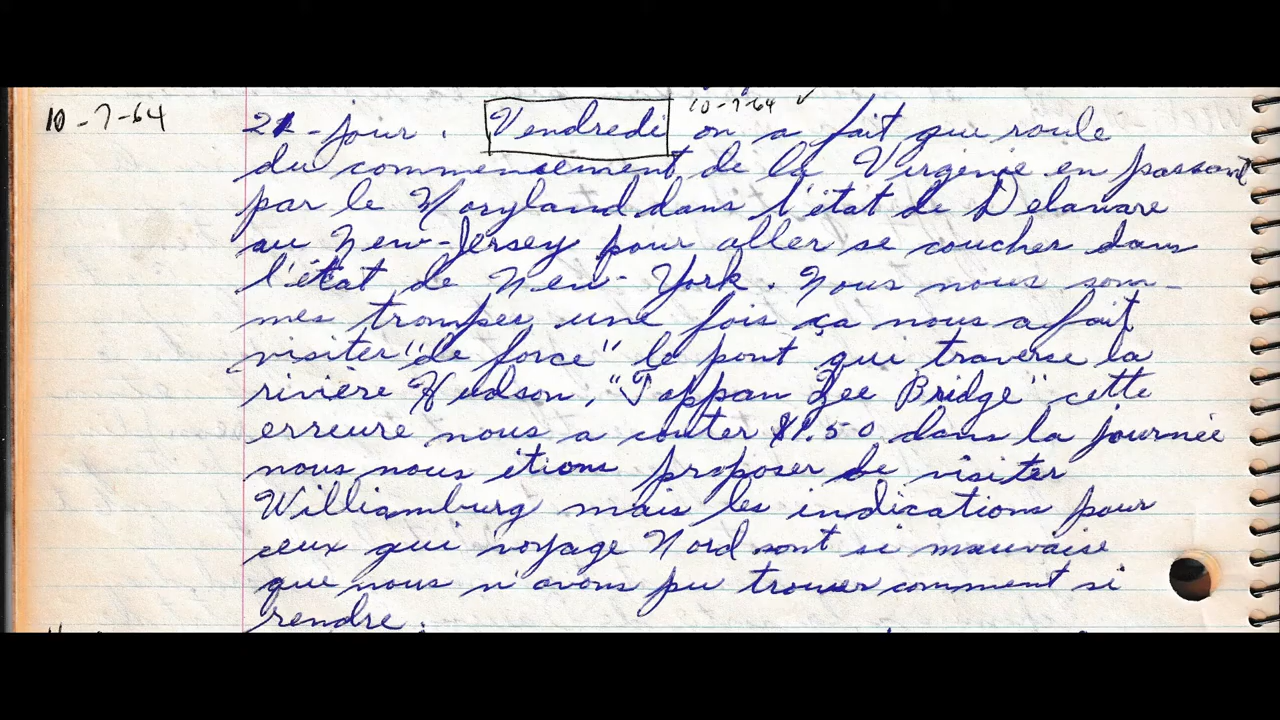 10-7-64
10-7-64 ✓
21-jour. Vendredi on a fait que roule
du commencement de la Virgenie en passant
par le Maryland dans l'état de Delaware
au New-Jersey pour aller se coucher dans
l'état de New-York. Nous nous som-
mes tromper une fois ça nous a fait
visiter "de force" le pont qui traverse la
rivière Hudson, "Tappan Zee Bridge" cette
erreure nous a couter $1.50 dans la journée
nous nous étions proposer de visiter
Williamburg mais les indications pour
ceux qui voyage Nord sont si mauvaise
que nous n'avons pu trouver comment si
rendre.